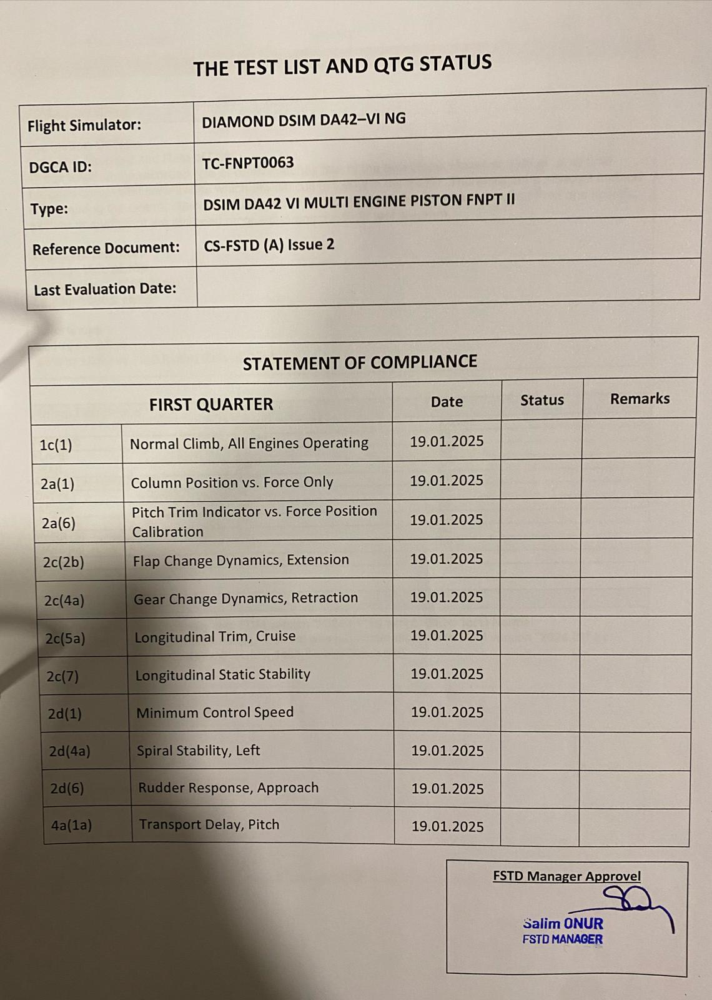 THE TEST LIST AND QTG STATUS
Flight Simulator: DIAMOND DSIM DA42–VI NG
DGCA ID: TC-FNPT0063
Type: DSIM DA42 VI MULTI ENGINE PISTON FNPT II
Reference Document: CS-FSTD (A) Issue 2
Last Evaluation Date:
STATEMENT OF COMPLIANCE
FIRST QUARTER Date Status Remarks
1c(1) Normal Climb, All Engines Operating 19.01.2025
2a(1) Column Position vs. Force Only 19.01.2025
2a(6) Pitch Trim Indicator vs. Force Position
Calibration 19.01.2025
2c(2b) Flap Change Dynamics, Extension 19.01.2025
2c(4a) Gear Change Dynamics, Retraction 19.01.2025
2c(5a) Longitudinal Trim, Cruise 19.01.2025
2c(7) Longitudinal Static Stability 19.01.2025
2d(1) Minimum Control Speed 19.01.2025
2d(4a) Spiral Stability, Left 19.01.2025
2d(6) Rudder Response, Approach 19.01.2025
4a(1a) Transport Delay, Pitch 19.01.2025
FSTD Manager Approvel
Salim ONUR
FSTD MANAGER